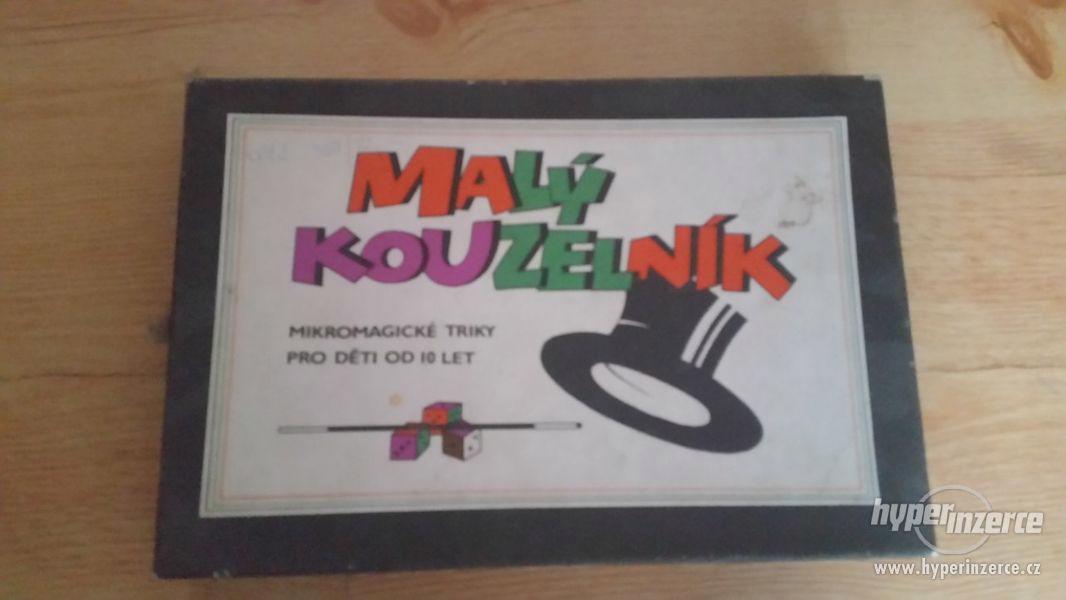 MALÝ
KOUZELNÍK
MIKROMAGICKÉ TRIKY
PRO DĚTI OD 10 LET
hyperinzerce
www.hyperinzerce.cz